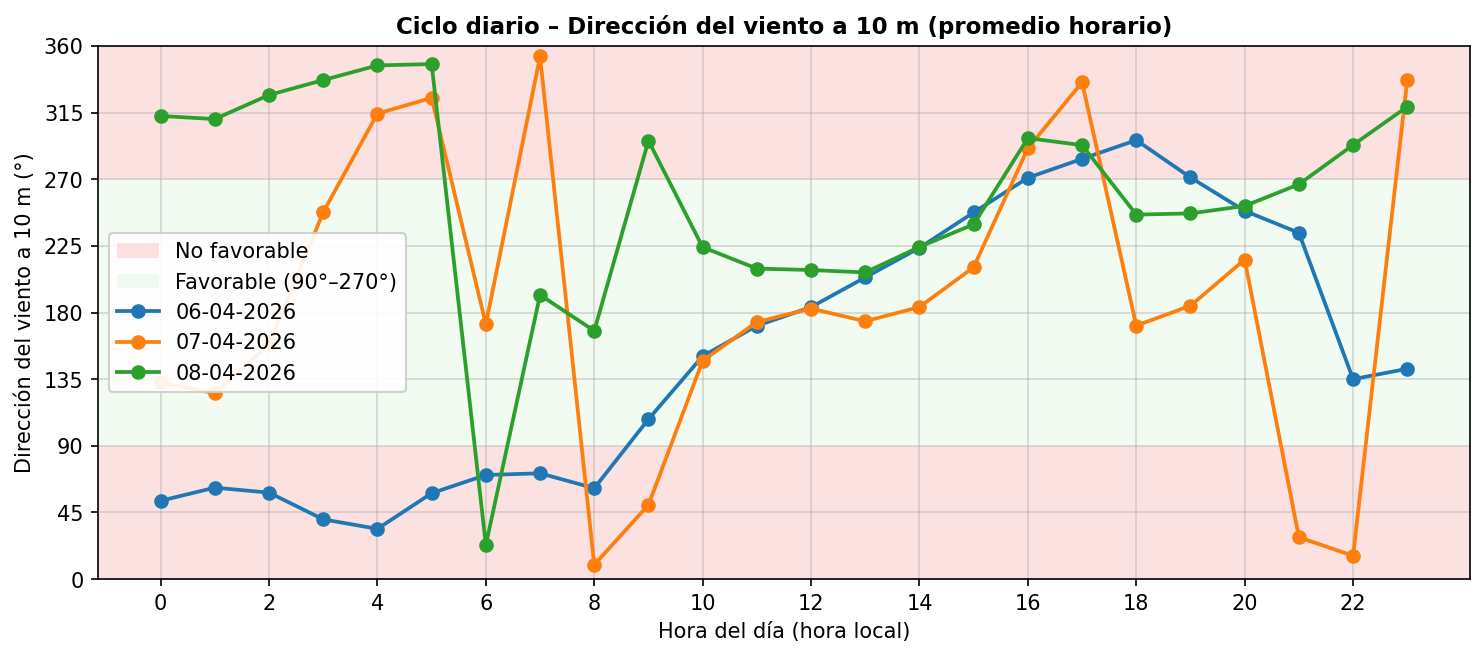 Ciclo diario – Dirección del viento a 10 m (promedio horario)
Dirección del viento a 10 m (°)
360
315
270
225
180
135
90
45
0
No favorable
Favorable (90°–270°)
06-04-2026
07-04-2026
08-04-2026
0 2 4 6 8 10 12 14 16 18 20 22
Hora del día (hora local)